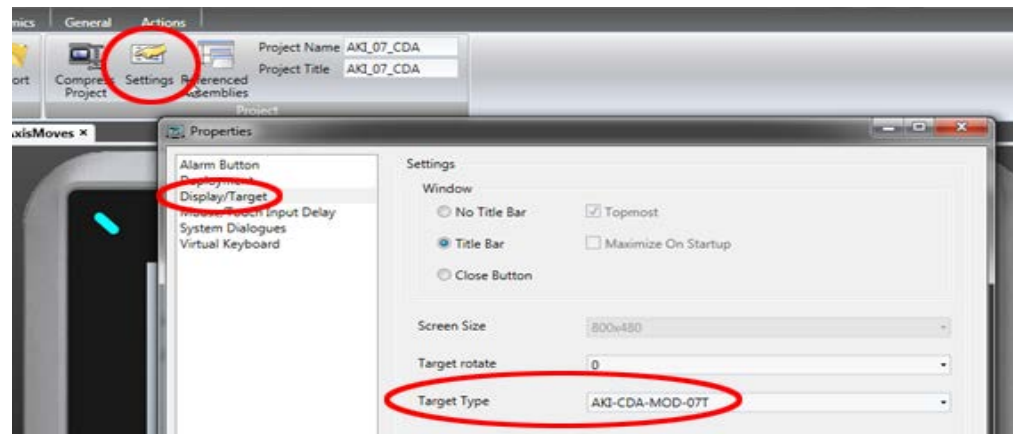 mics General Actions
ort Compress Project Settings Referenced Assemblies Project Name AKI_07_CDA
Project Title AKI_07_CDA
Project
xisMoves ×
Properties
Alarm Button
Deployment
Display/Target
Mouse/Touch Input Delay
System Dialogues
Virtual Keyboard
Settings
Window
No Title Bar Topmost
Title Bar Maximize On Startup
Close Button
Screen Size 800x480
Target rotate 0
Target Type AKI-CDA-MOD-07T